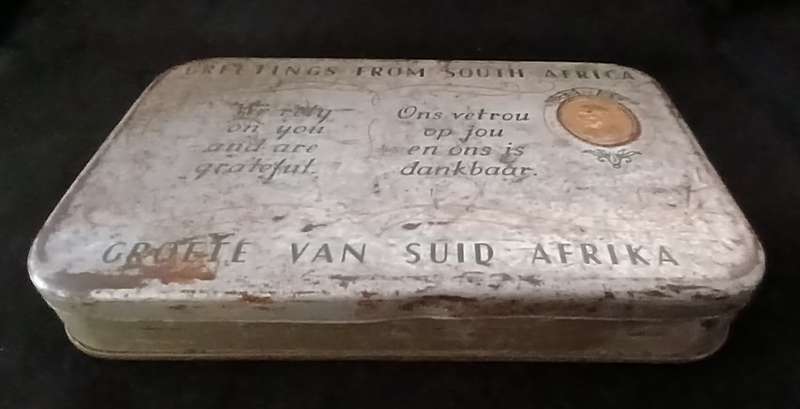 GREETINGS FROM SOUTH AFRICA
We rely
on you
and are
grateful.
Ons vetrou
op jou
en ons is
dankbaar.
GROETE VAN SUID AFRIKA